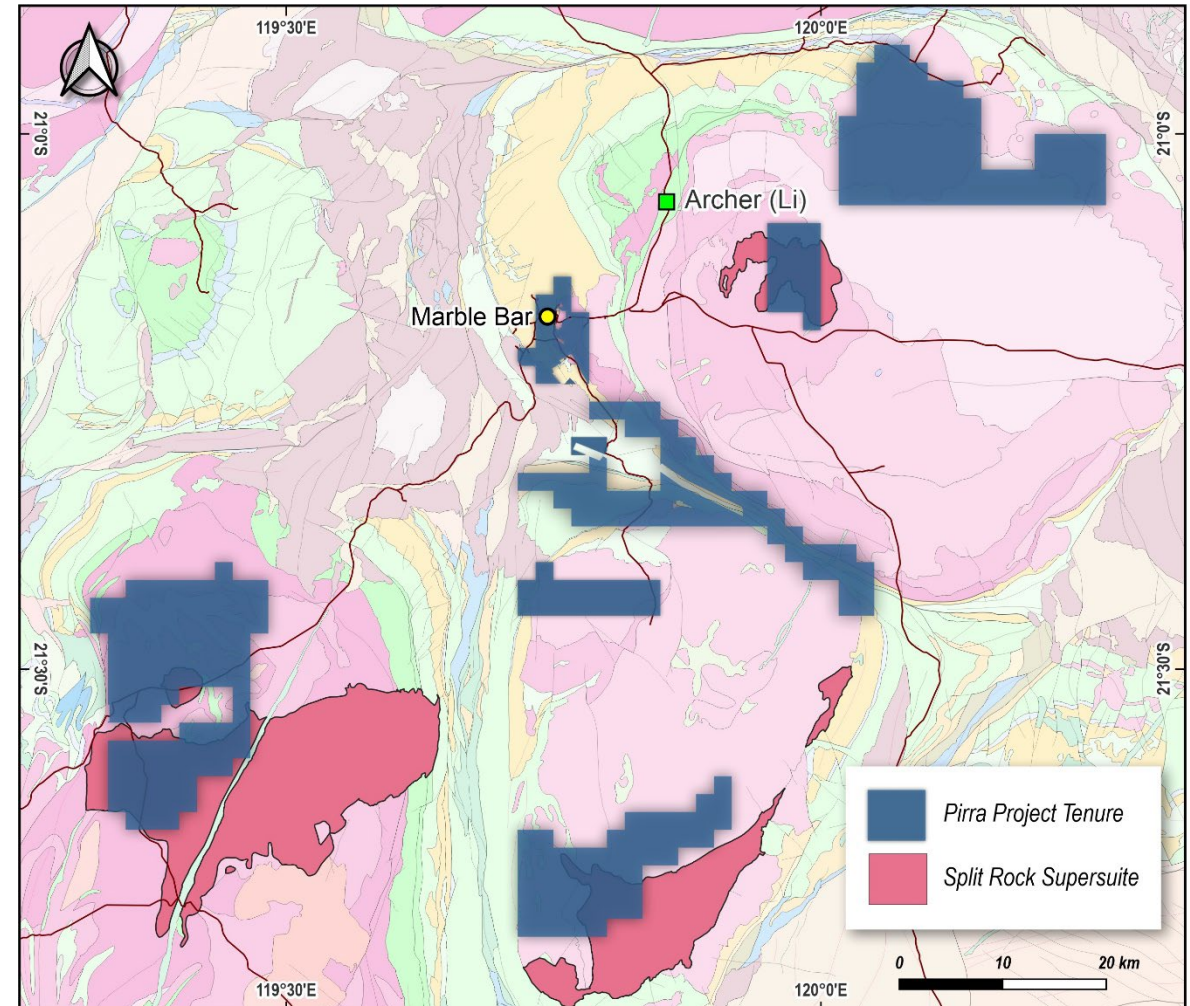 119°30'E
120°0'E
21°0'S
21°0'S
Archer (Li)
Marble Bar
21°30'S
21°30'S
Pirra Project Tenure
Split Rock Supersuite
0 10 20 km
119°30'E
120°0'E